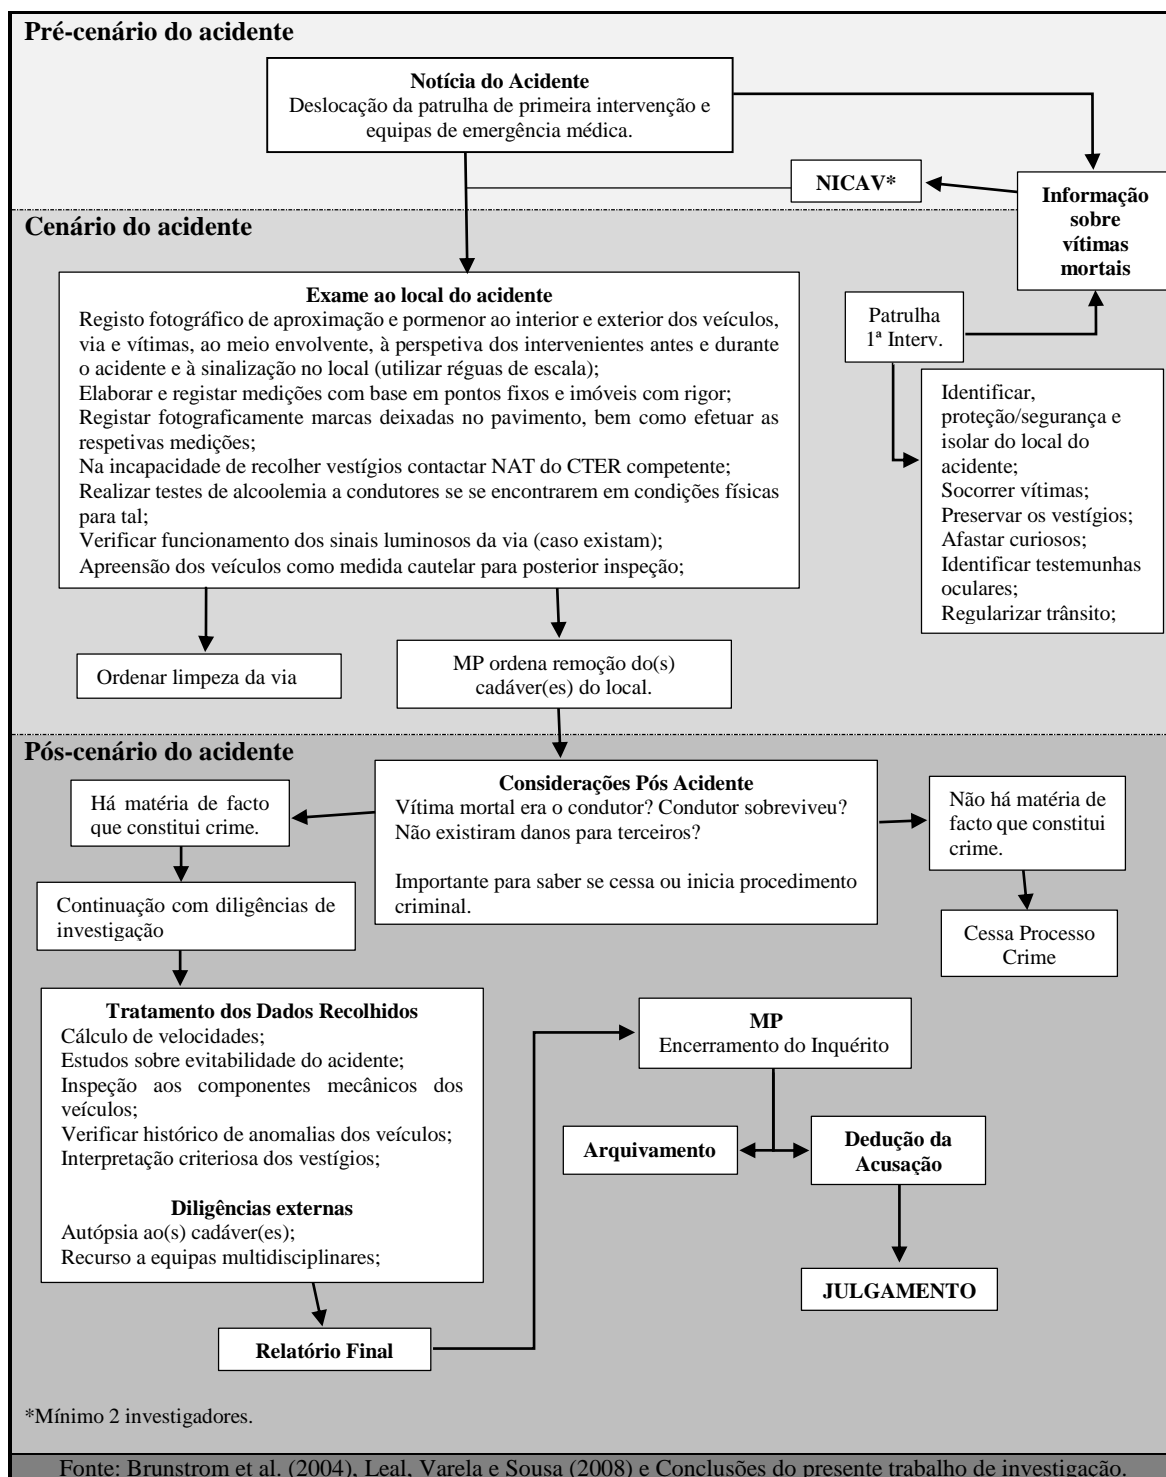 Pré-cenário do acidente
Notícia do Acidente
Deslocação da patrulha de primeira intervenção e
equipas de emergência médica.
NICAV*
Informação
sobre
vítimas
mortais
Cenário do acidente
Exame ao local do acidente
Registo fotográfico de aproximação e pormenor ao interior e exterior dos veículos,
via e vítimas, ao meio envolvente, à perspetiva dos intervenientes antes e durante
o acidente e à sinalização no local (utilizar réguas de escala);
Elaborar e registar medições com base em pontos fixos e imóveis com rigor;
Registar fotograficamente marcas deixadas no pavimento, bem como efetuar as
respetivas medições;
Na incapacidade de recolher vestígios contactar NAT do CTER competente;
Realizar testes de alcoolemia a condutores se se encontrarem em condições físicas
para tal;
Verificar funcionamento dos sinais luminosos da via (caso existam);
Apreensão dos veículos como medida cautelar para posterior inspeção;
Patrulha
1ª Interv.
Identificar,
proteção/segurança e
isolar do local do
acidente;
Socorrer vítimas;
Preservar os vestígios;
Afastar curiosos;
Identificar testemunhas
oculares;
Regularizar trânsito;
Ordenar limpeza da via
MP ordena remoção do(s)
cadáver(es) do local.
Pós-cenário do acidente
Considerações Pós Acidente
Vítima mortal era o condutor? Condutor sobreviveu?
Não existiram danos para terceiros?
Importante para saber se cessa ou inicia procedimento
criminal.
Há matéria de facto
que constitui crime.
Não há matéria de
facto que constitui
crime.
Continuação com diligências de
investigação
Cessa Processo
Crime
Tratamento dos Dados Recolhidos
Cálculo de velocidades;
Estudos sobre evitabilidade do acidente;
Inspeção aos componentes mecânicos dos
veículos;
Verificar histórico de anomalias dos veículos;
Interpretação criteriosa dos vestígios;
Diligências externas
Autópsia ao(s) cadáver(es);
Recurso a equipas multidisciplinares;
MP
Encerramento do Inquérito
Arquivamento
Dedução da
Acusação
JULGAMENTO
Relatório Final
*Mínimo 2 investigadores.
Fonte: Brunstrom et al. (2004), Leal, Varela e Sousa (2008) e Conclusões do presente trabalho de investigação.